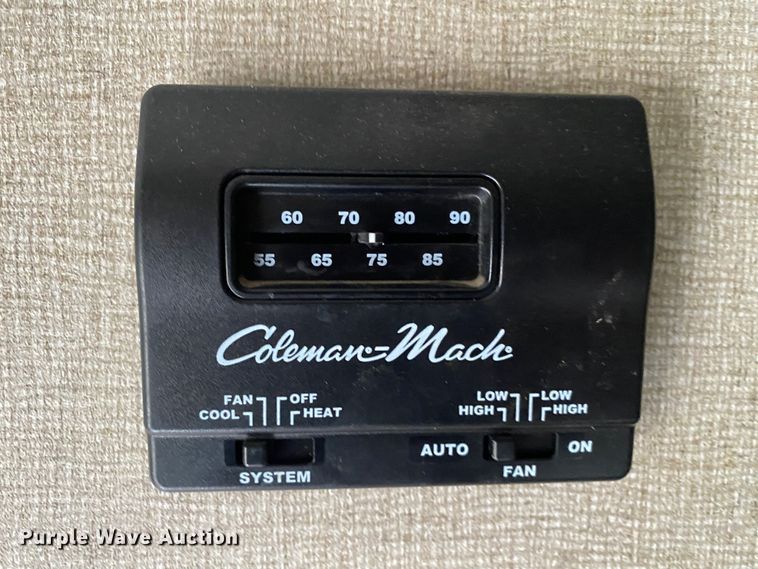 60 70 80 90
55 65 75 85
Coleman-Mach
FAN OFF
COOL HEAT
SYSTEM
LOW LOW
HIGH HIGH
AUTO ON
FAN
Purple Wave Auction